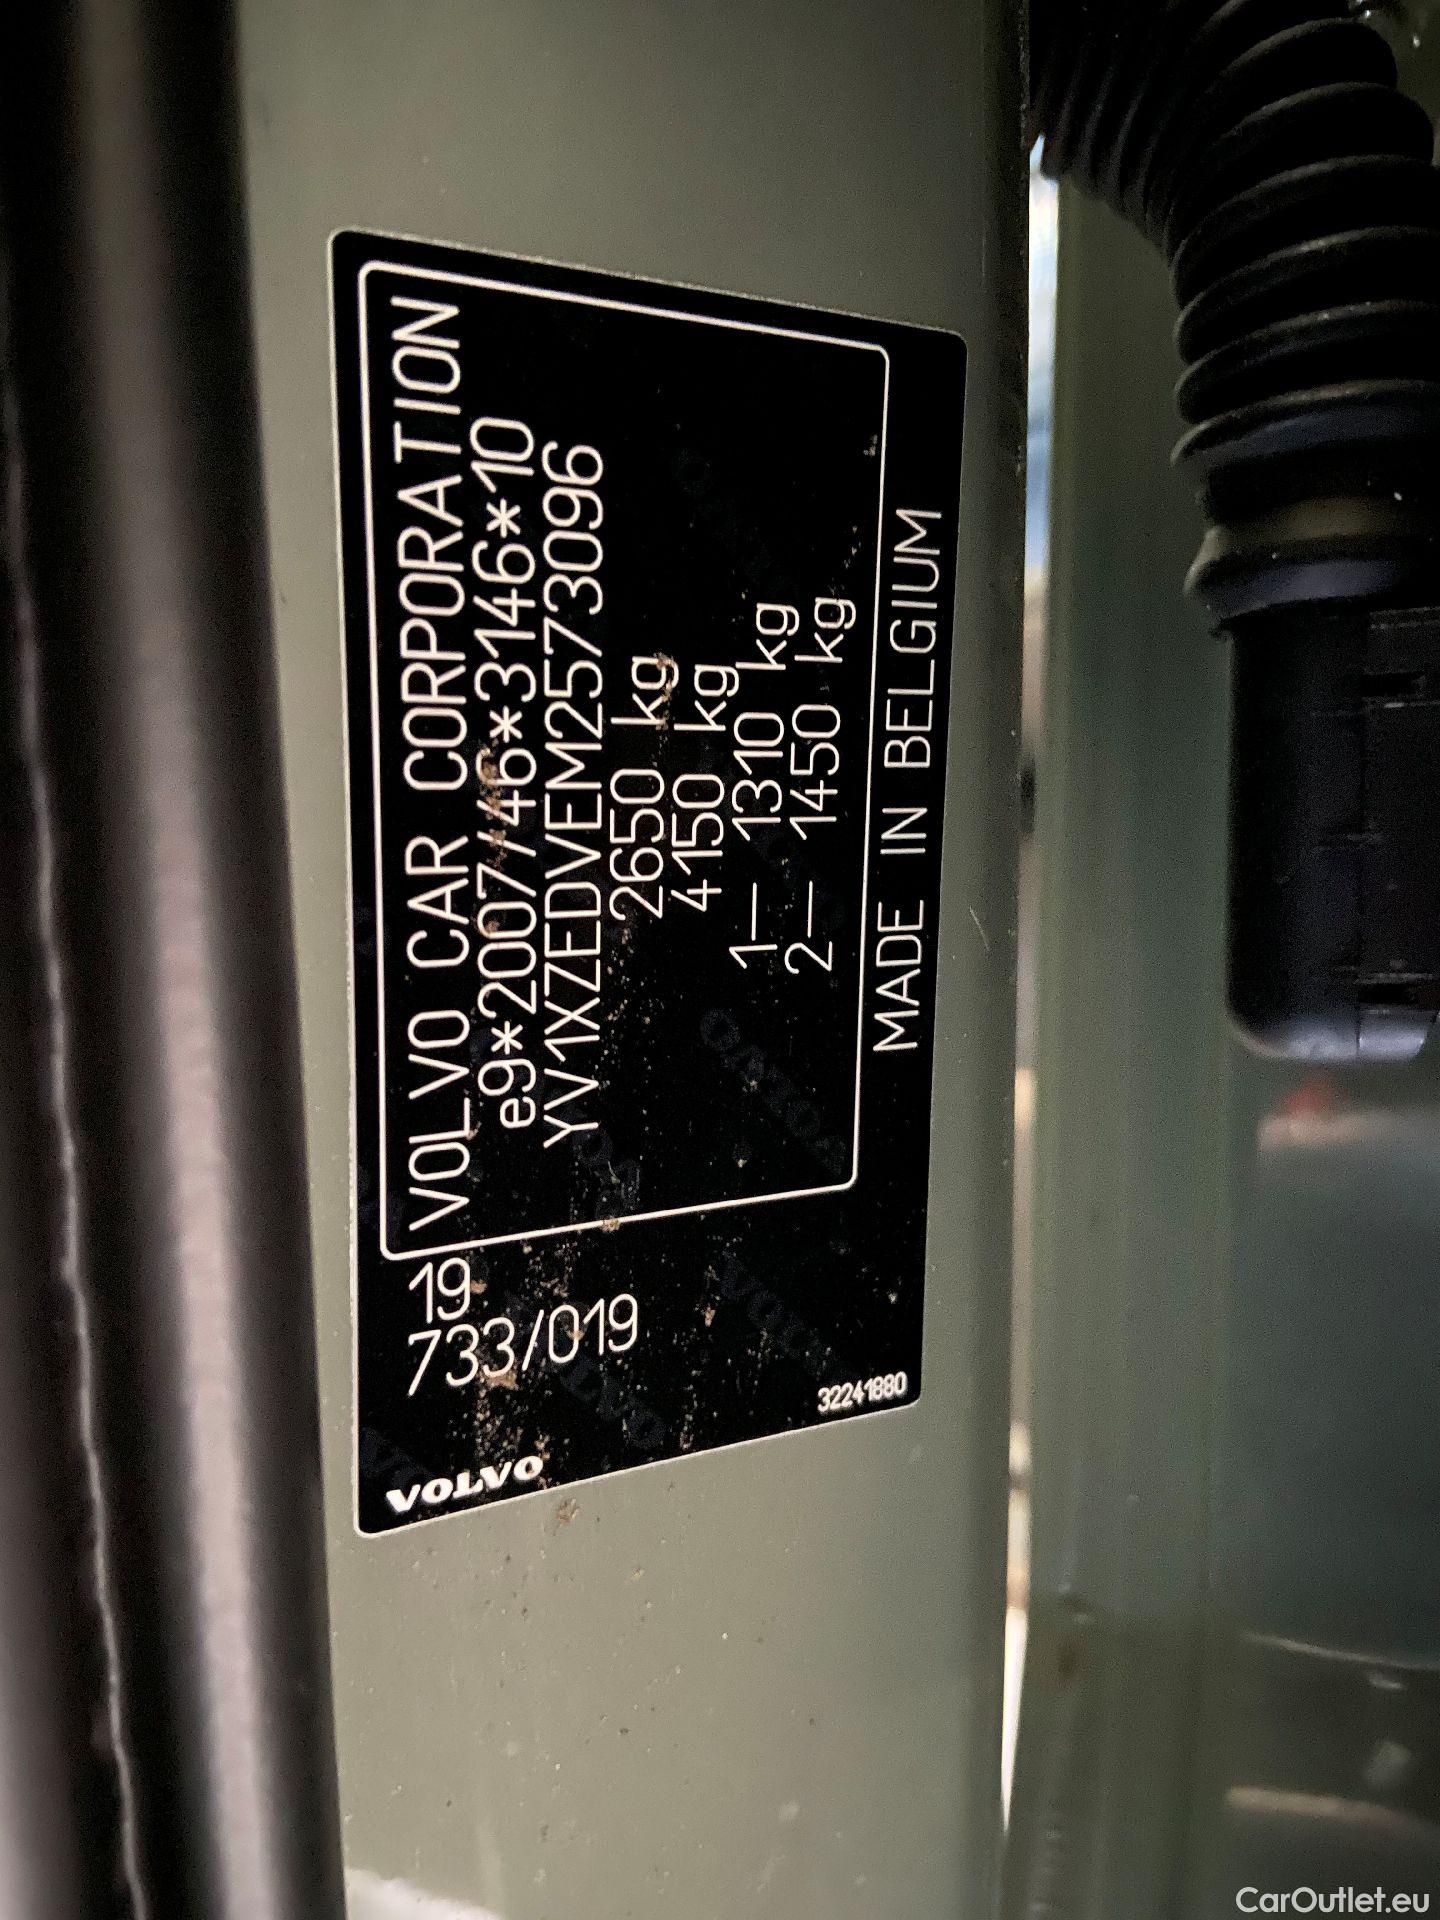 VOLVO CAR CORPORATION
e9*2007/46*3146*10
YV1XZEDVEM2573096
2650 kg
4150 kg
1— 1310 kg
2— 1450 kg
MADE IN BELGIUM
19
733/019
32241880
VOLVO
CarOutlet.eu